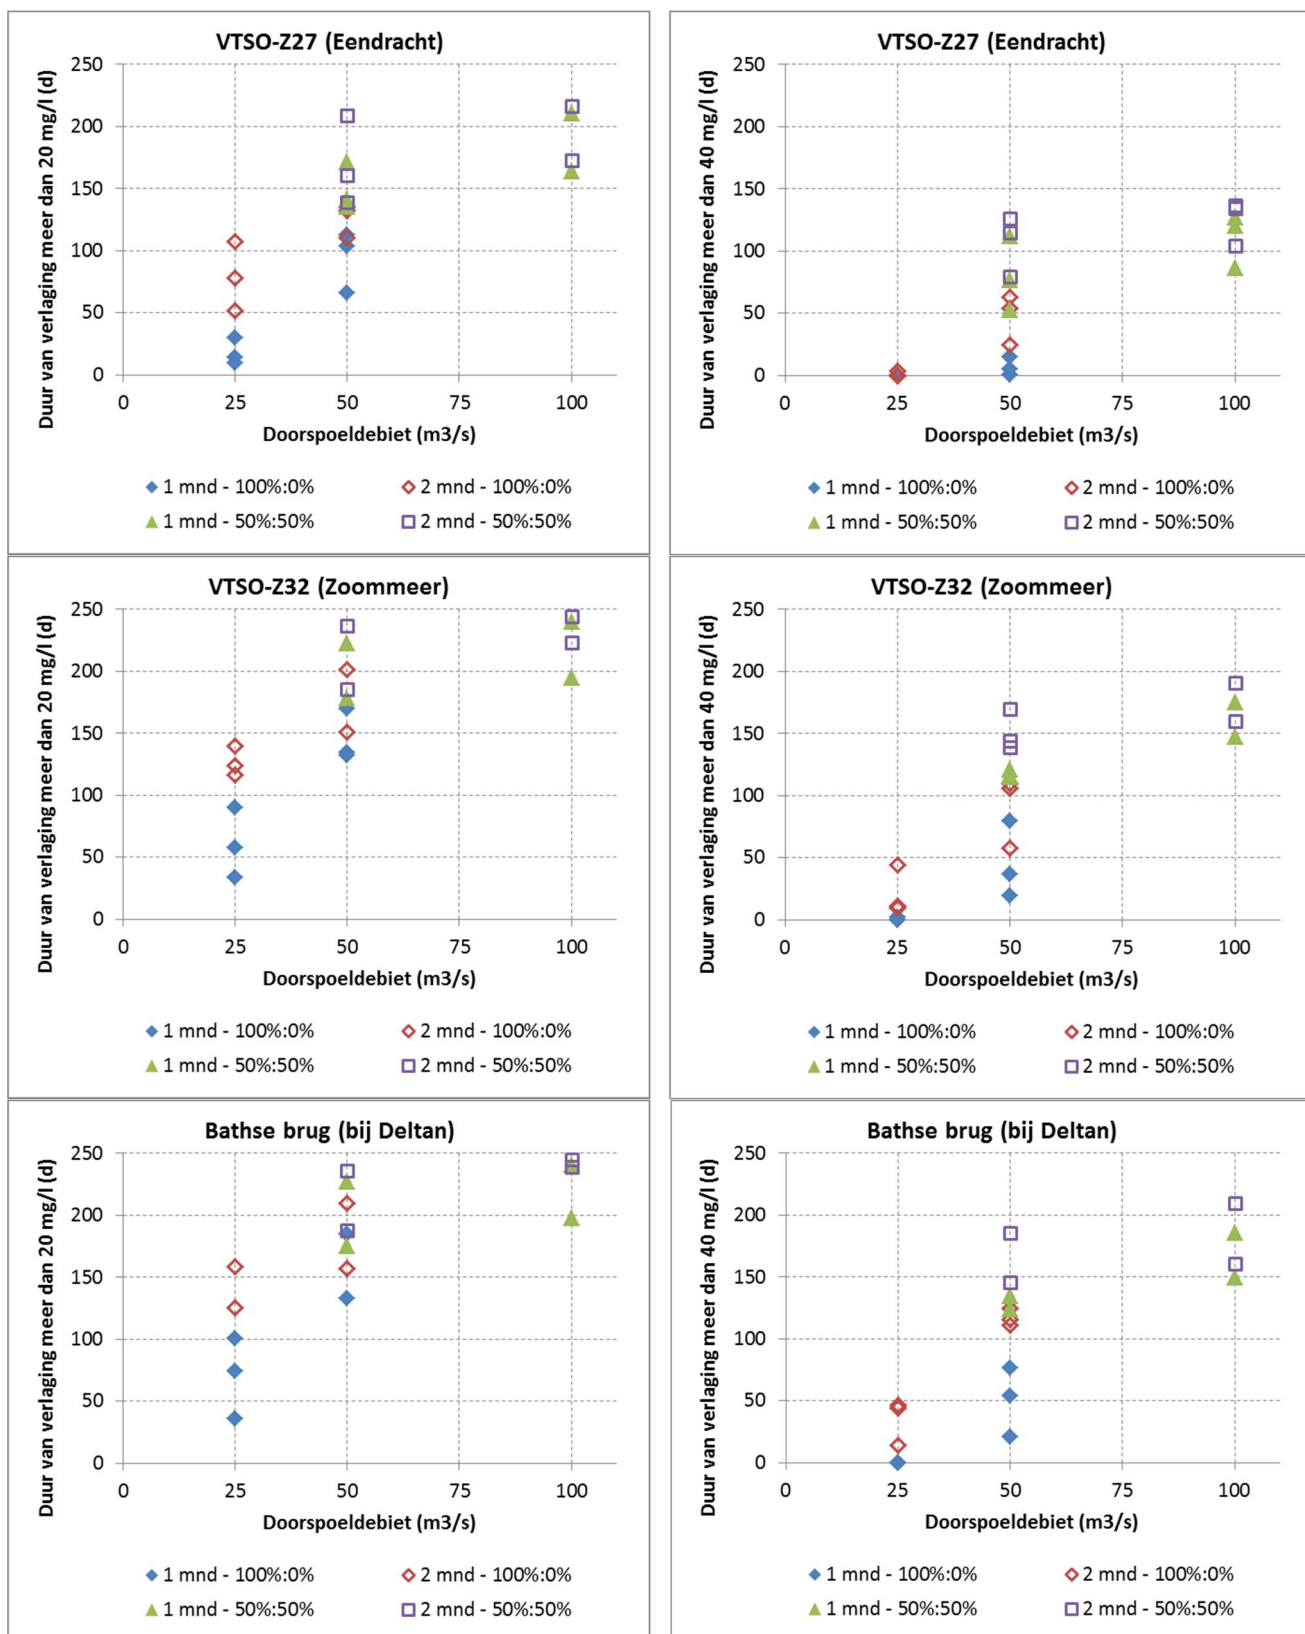 VTSO-Z27 (Eendracht)
Duur van verlaging meer dan 20 mg/l (d)
250
200
150
100
50
0
0 25 50 75 100
Doorspoeldebiet (m3/s)
1 mnd - 100%:0% 2 mnd - 100%:0%
1 mnd - 50%:50% 2 mnd - 50%:50%
VTSO-Z27 (Eendracht)
Duur van verlaging meer dan 40 mg/l (d)
250
200
150
100
50
0
0 25 50 75 100
Doorspoeldebiet (m3/s)
1 mnd - 100%:0% 2 mnd - 100%:0%
1 mnd - 50%:50% 2 mnd - 50%:50%
VTSO-Z32 (Zoommeer)
Duur van verlaging meer dan 20 mg/l (d)
250
200
150
100
50
0
0 25 50 75 100
Doorspoeldebiet (m3/s)
1 mnd - 100%:0% 2 mnd - 100%:0%
1 mnd - 50%:50% 2 mnd - 50%:50%
VTSO-Z32 (Zoommeer)
Duur van verlaging meer dan 40 mg/l (d)
250
200
150
100
50
0
0 25 50 75 100
Doorspoeldebiet (m3/s)
1 mnd - 100%:0% 2 mnd - 100%:0%
1 mnd - 50%:50% 2 mnd - 50%:50%
Bathse brug (bij Deltan)
Duur van verlaging meer dan 20 mg/l (d)
250
200
150
100
50
0
0 25 50 75 100
Doorspoeldebiet (m3/s)
1 mnd - 100%:0% 2 mnd - 100%:0%
1 mnd - 50%:50% 2 mnd - 50%:50%
Bathse brug (bij Deltan)
Duur van verlaging meer dan 40 mg/l (d)
250
200
150
100
50
0
0 25 50 75 100
Doorspoeldebiet (m3/s)
1 mnd - 100%:0% 2 mnd - 100%:0%
1 mnd - 50%:50% 2 mnd - 50%:50%